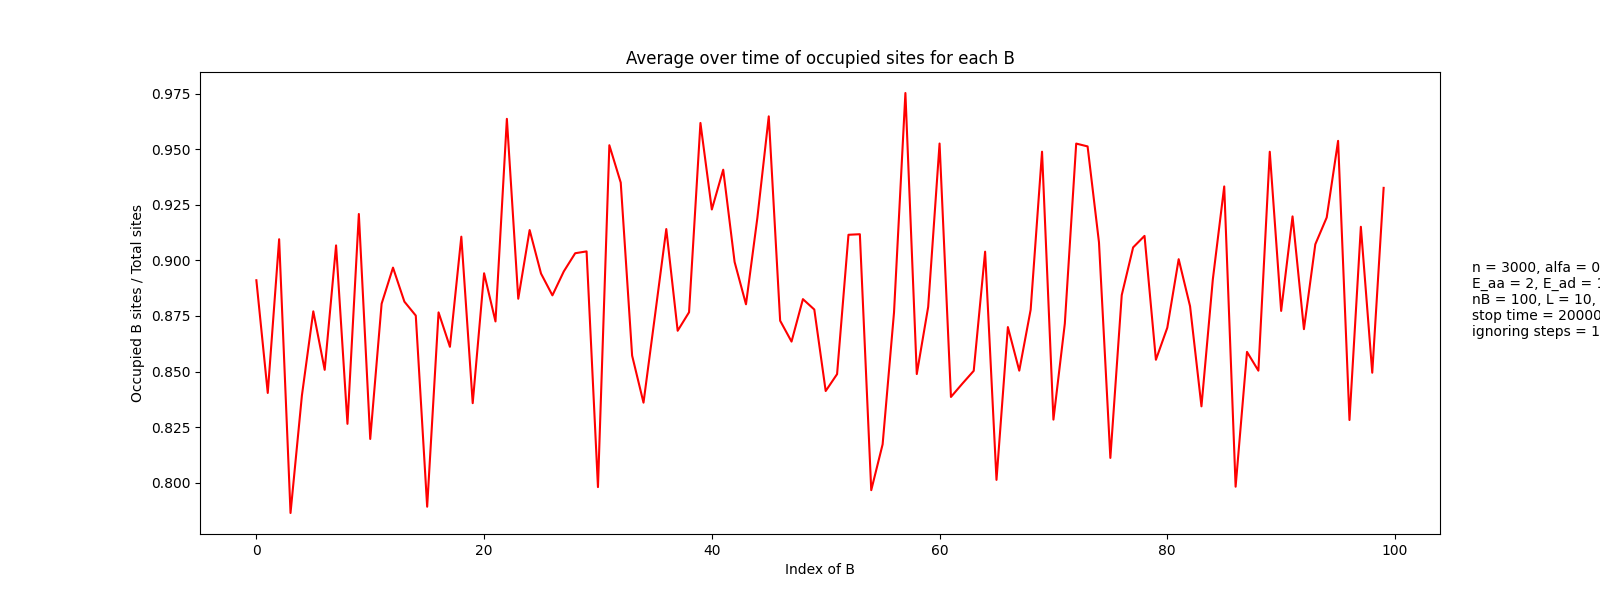 Average over time of occupied sites for each B
0.975
0.950
0.925
0.900
0.875
0.850
0.825
0.800
Occupied B sites / Total sites
0
20
40
60
80
100
Index of B
n = 3000, alfa = 0
E_aa = 2, E_ad = 1
nB = 100, L = 10,
stop time = 20000
ignoring steps = 1